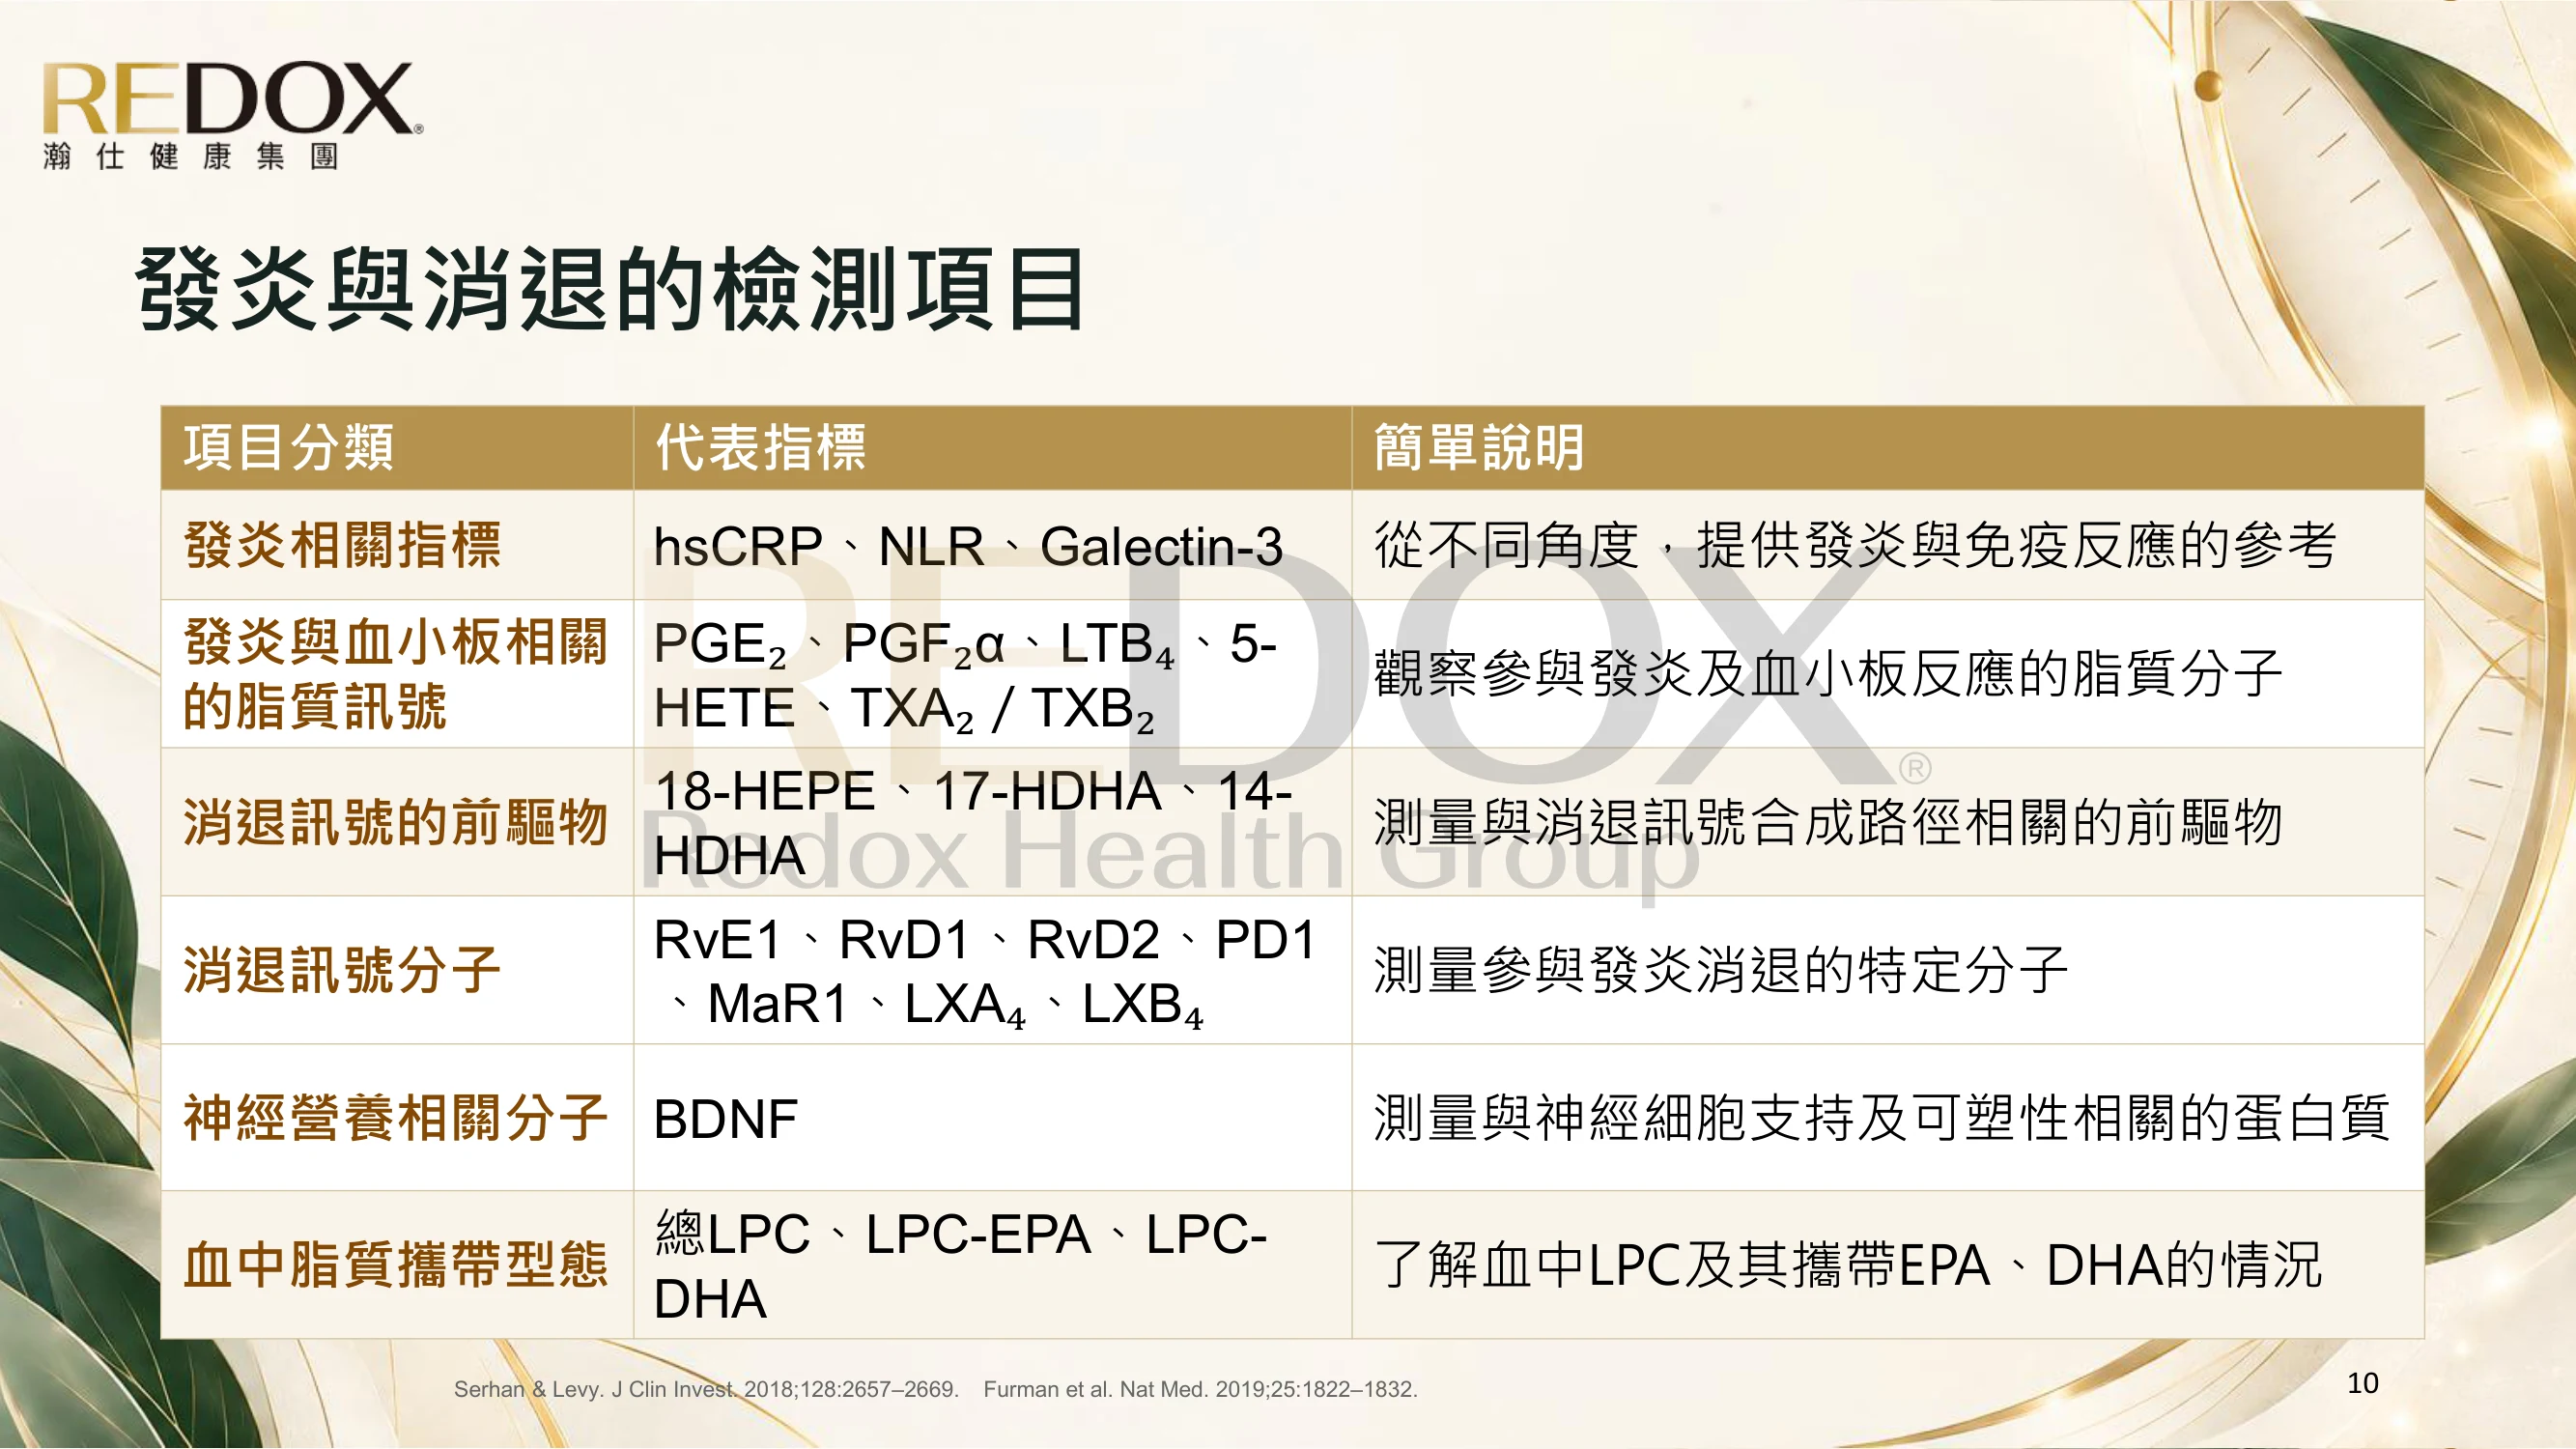 REDOX®
瀚仕健康集團
發炎與消退的檢測項目
項目分類
代表指標
簡單說明
發炎相關指標
hsCRP、NLR、Galectin-3
從不同角度，提供發炎與免疫反應的參考
發炎與血小板相關
的脂質訊號
PGE₂、PGF₂α、LTB₄、5-
HETE、TXA₂ / TXB₂
觀察參與發炎及血小板反應的脂質分子
消退訊號的前驅物
18-HEPE、17-HDHA、14-
HDHA
測量與消退訊號合成路徑相關的前驅物
消退訊號分子
RvE1、RvD1、RvD2、PD1
、MaR1、LXA₄、LXB₄
測量參與發炎消退的特定分子
神經營養相關分子
BDNF
測量與神經細胞支持及可塑性相關的蛋白質
血中脂質攜帶型態
總LPC、LPC-EPA、LPC-
DHA
了解血中LPC及其攜帶EPA、DHA的情況
REDOX®
Redox Health Group
Serhan & Levy. J Clin Invest. 2018;128:2657–2669. Furman et al. Nat Med. 2019;25:1822–1832.
10